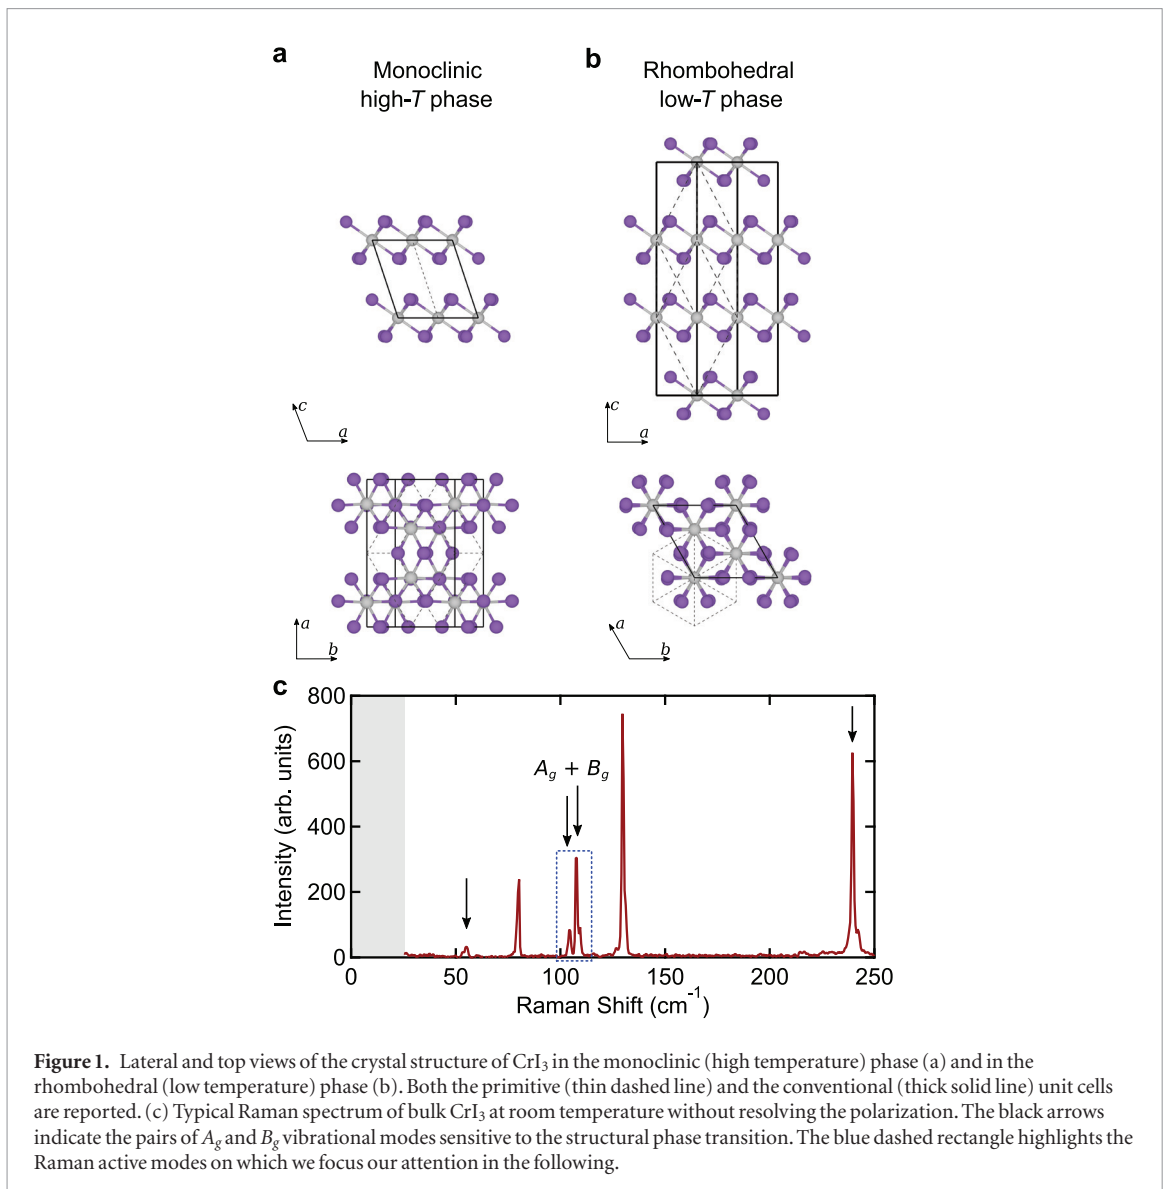 a
Monoclinic
high-T phase
b
Rhombohedral
low-T phase
c
a
c
a
a
b
a
b
c
800
600
400
200
0
Intensity (arb. units)
A_g + B_g
0 50 100 150 200 250
Raman Shift (cm⁻¹)
Figure 1. Lateral and top views of the crystal structure of CrI₃ in the monoclinic (high temperature) phase (a) and in the
rhombohedral (low temperature) phase (b). Both the primitive (thin dashed line) and the conventional (thick solid line) unit cells
are reported. (c) Typical Raman spectrum of bulk CrI₃ at room temperature without resolving the polarization. The black arrows
indicate the pairs of A_g and B_g vibrational modes sensitive to the structural phase transition. The blue dashed rectangle highlights the
Raman active modes on which we focus our attention in the following.